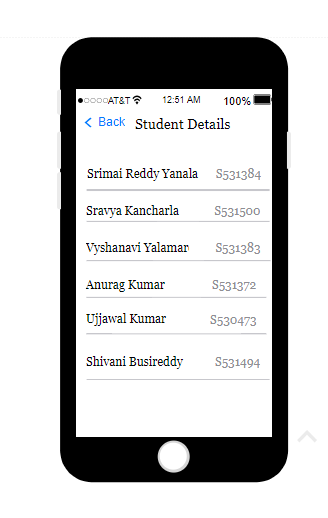 AT&T 12:51 AM 100%
Back Student Details
Srimai Reddy Yanala S531384
Sravya Kancharla S531500
Vyshanavi Yalamar S531383
Anurag Kumar S531372
Ujjawal Kumar S530473
Shivani Busireddy S531494